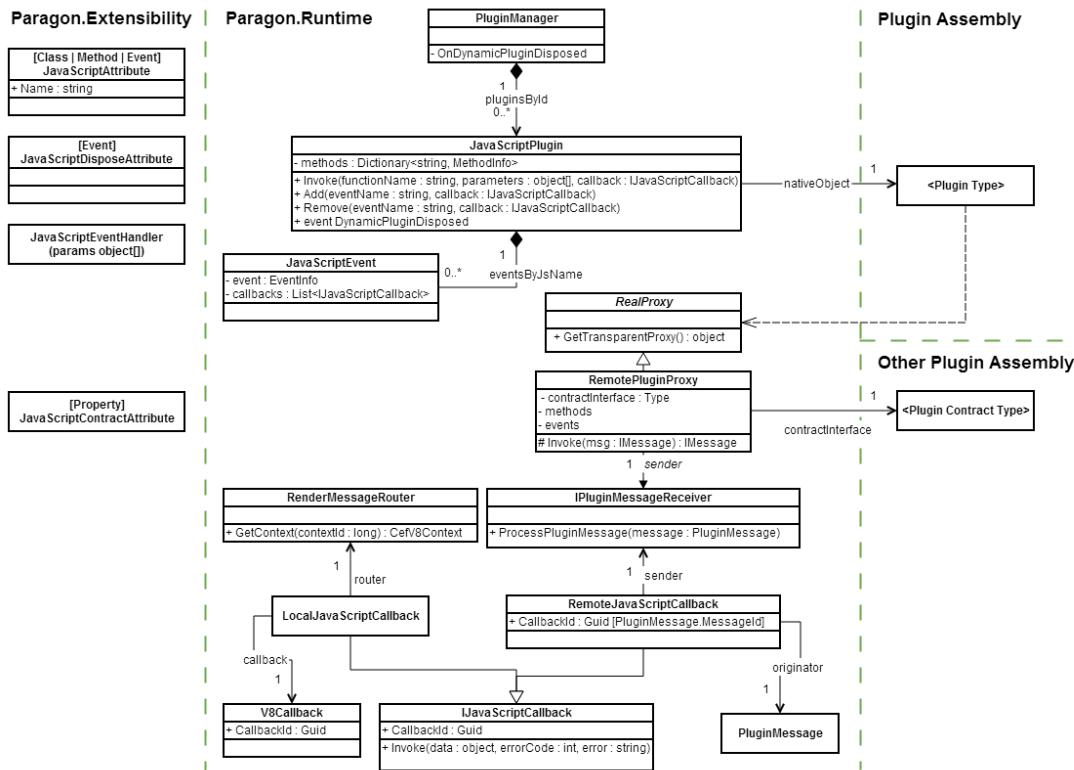 Paragon.Extensibility
Paragon.Runtime
Plugin Assembly
[Class | Method | Event]
JavaScriptAttribute
+ Name : string
[Event]
JavaScriptDisposeAttribute
JavaScriptEventHandler
(params object[])
[Property]
JavaScriptContractAttribute
PluginManager
- OnDynamicPluginDisposed
1
pluginsById
0..*
JavaScriptPlugin
- methods : Dictionary<string, MethodInfo>
+ Invoke(functionName : string, parameters : object[], callback : IJavaScriptCallback)
+ Add(eventName : string, callback : IJavaScriptCallback)
+ Remove(eventName : string, callback : IJavaScriptCallback)
+ event DynamicPluginDisposed
nativeObject
1
<Plugin Type>
1
0..*
eventsByJsName
JavaScriptEvent
- event : EventInfo
- callbacks : List<IJavaScriptCallback>
RealProxy
+ GetTransparentProxy() : object
Other Plugin Assembly
RemotePluginProxy
- contractInterface : Type
- methods
- events
# Invoke(msg : IMessage) : IMessage
1
contractInterface
<Plugin Contract Type>
1
sender
RenderMessageRouter
+ GetContext(contextId : long) : CefV8Context
IPluginMessageReceiver
+ ProcessPluginMessage(message : PluginMessage)
1
router
1
sender
LocalJavaScriptCallback
RemoteJavaScriptCallback
+ CallbackId : Guid [PluginMessage.MessageId]
callback
1
originator
1
V8Callback
+ CallbackId : Guid
IJavaScriptCallback
+ CallbackId : Guid
+ Invoke(data : object, errorCode : int, error : string)
PluginMessage